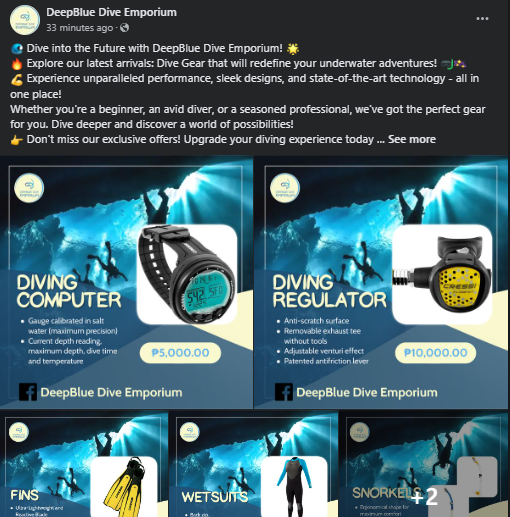 DeepBlue Dive Emporium
33 minutes ago ·
Dive into the Future with DeepBlue Dive Emporium!
Explore our latest arrivals: Dive Gear that will redefine your underwater adventures!
Experience unparalleled performance, sleek designs, and state-of-the-art technology - all in
one place!
Whether you're a beginner, an avid diver, or a seasoned professional, we've got the perfect gear
for you. Dive deeper and discover a world of possibilities!
Don't miss our exclusive offers! Upgrade your diving experience today ... See more
DIVING
COMPUTER
• Gauge calibrated in salt
water (maximum precision)
• Current depth reading,
maximum depth, dive time
and temperature
₱5,000.00
DeepBlue Dive Emporium
DIVING
REGULATOR
• Anti-scratch surface
• Removable exhaust tee
without tools
• Adjustable venturi effect
• Patented antifriction lever
CRESSI
₱10,000.00
DeepBlue Dive Emporium
FINS
• Ultra-Lightweight and
Reactive Blade
WETSUITS
• Back zip
SNORKELS
• Ergonomical shape for
maximum comfort
+2